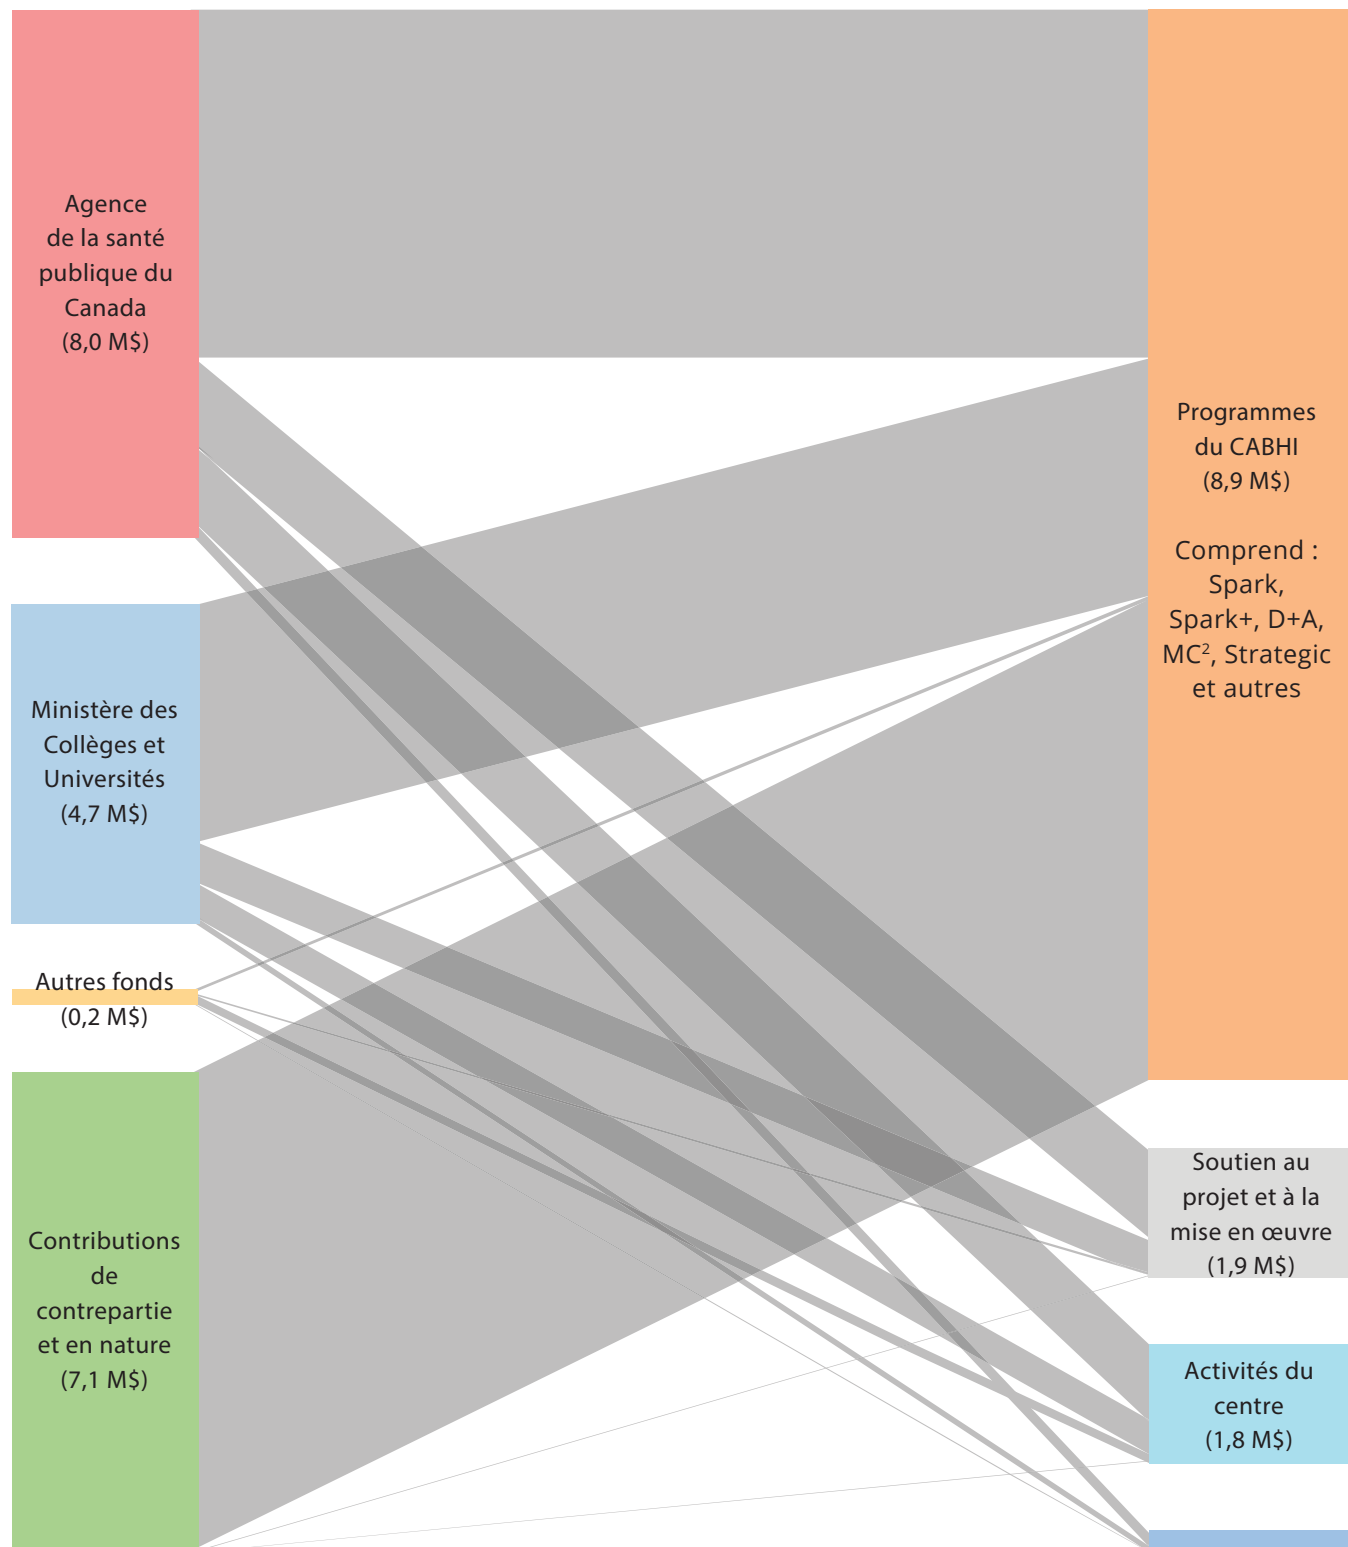 Agence
de la santé
publique du
Canada
(8,0 M$)
Ministère des
Collèges et
Universités
(4,7 M$)
Autres fonds
(0,2 M$)
Contributions
de
contrepartie
et en nature
(7,1 M$)
Programmes
du CABHI
(8,9 M$)
Comprend :
Spark,
Spark+, D+A,
MC², Strategic
et autres
Soutien au
projet et à la
mise en œuvre
(1,9 M$)
Activités du
centre
(1,8 M$)